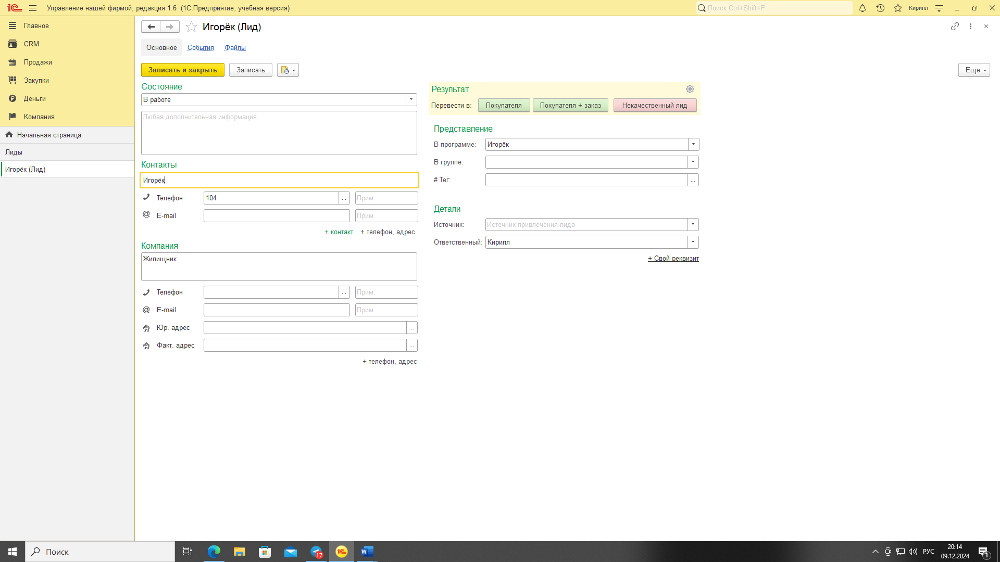 Управление нашей фирмой, редакция 1.6 (1С:Предприятие, учебная версия)
Поиск Ctrl+Shift+F
Кирилл
Главное
CRM
Продажи
Закупки
Деньги
Компания
Начальная страница
Лиды
Игорёк (Лид)
Игорёк (Лид)
Основное События Файлы
Записать и закрыть Записать
Еще
Состояние
В работе
Любая дополнительная информация
Контакты
Игорёк
Телефон 104 ... Прим.
E-mail Прим.
+ контакт + телефон, адрес
Компания
Жилищник
Телефон ... Прим.
E-mail Прим.
Юр. адрес ...
Факт. адрес ...
+ телефон, адрес
Результат
Перевести в: Покупателя Покупателя + заказ Некачественный лид
Представление
В программе: Игорёк
В группе:
# Тег: ...
Детали
Источник: Источник привлечения лида
Ответственный: Кирилл
+ Свой реквизит
Поиск
17
РУС
20:14
09.12.2024
1